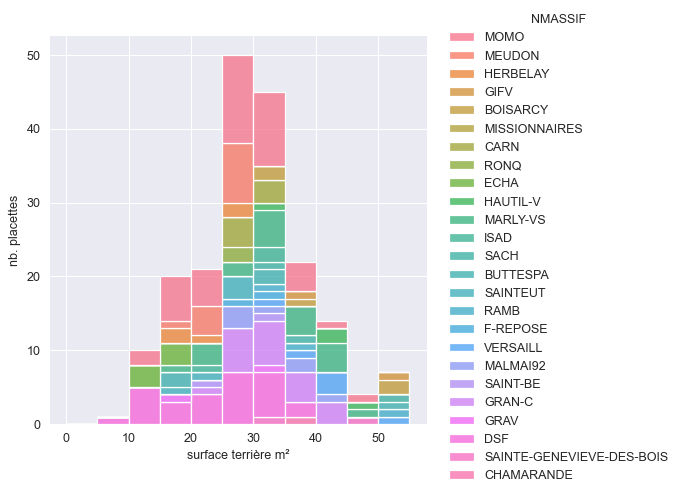 NMASSIF
MOMO
MEUDON
HERBELAY
GIFV
BOISARCY
MISSIONNAIRES
CARN
RONQ
ECHA
HAUTIL-V
MARLY-VS
ISAD
SACH
BUTTESPA
SAINTEUT
RAMB
F-REPOSE
VERSAILL
MALMAI92
SAINT-BE
GRAN-C
GRAV
DSF
SAINTE-GENEVIEVE-DES-BOIS
CHAMARANDE
nb. placettes
50
40
30
20
10
0
0 10 20 30 40 50
surface terrière m²